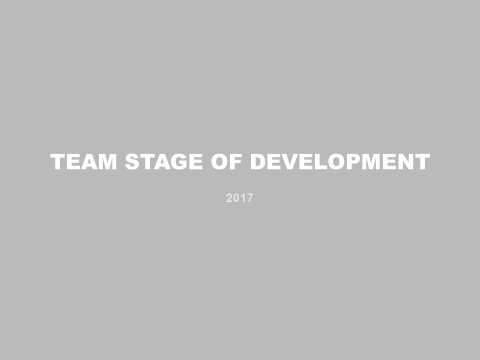 TEAM STAGE OF DEVELOPMENT
2017